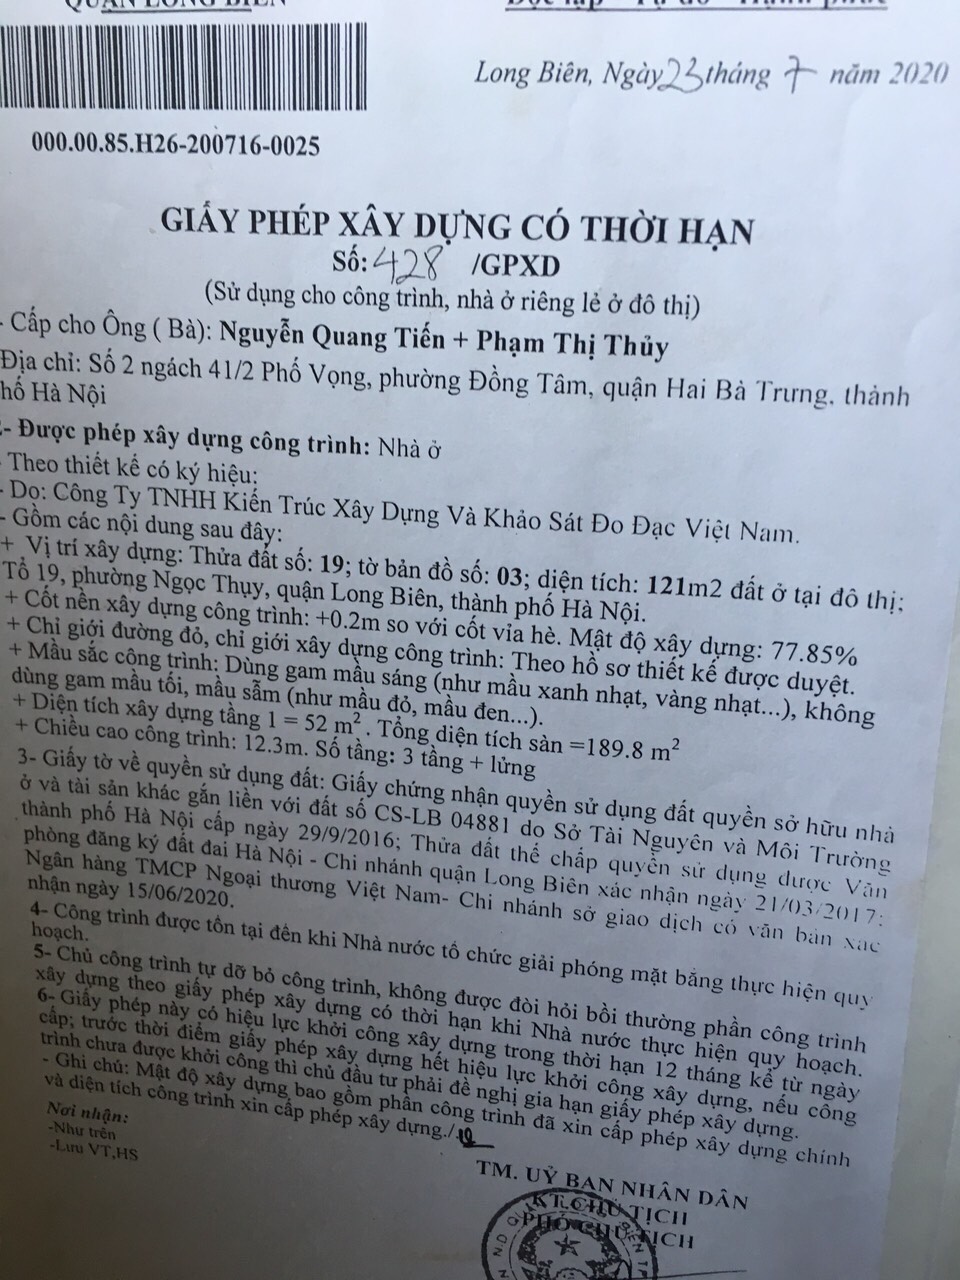 QUẬN LONG BIÊN
Độc lập - Tự do - Hạnh phúc
Long Biên, Ngày 23 tháng 7 năm 2020
000.00.85.H26-200716-0025
GIẤY PHÉP XÂY DỰNG CÓ THỜI HẠN
Số: 428 /GPXD
(Sử dụng cho công trình, nhà ở riêng lẻ ở đô thị)
- Cấp cho Ông ( Bà): Nguyễn Quang Tiến + Phạm Thị Thủy
Địa chỉ: Số 2 ngách 41/2 Phố Vọng, phường Đồng Tâm, quận Hai Bà Trưng, thành
hố Hà Nội
- Được phép xây dựng công trình: Nhà ở
- Theo thiết kế có ký hiệu:
- Do: Công Ty TNHH Kiến Trúc Xây Dựng Và Khảo Sát Đo Đạc Việt Nam.
- Gồm các nội dung sau đây:
+ Vị trí xây dựng: Thửa đất số: 19; tờ bản đồ số: 03; diện tích: 121m2 đất ở tại đô thị;
Tổ 19, phường Ngọc Thụy, quận Long Biên, thành phố Hà Nội.
+ Cốt nền xây dựng công trình: +0.2m so với cốt vỉa hè. Mật độ xây dựng: 77.85%
+ Chỉ giới đường đỏ, chỉ giới xây dựng công trình: Theo hồ sơ thiết kế được duyệt.
+ Mầu sắc công trình: Dùng gam mầu sáng (như mầu xanh nhạt, vàng nhạt...), không
dùng gam mầu tối, mầu sẫm (như mầu đỏ, mầu đen...).
+ Diện tích xây dựng tầng 1 = 52 m². Tổng diện tích sàn =189.8 m²
+ Chiều cao công trình: 12.3m. Số tầng: 3 tầng + lửng
3- Giấy tờ về quyền sử dụng đất: Giấy chứng nhận quyền sử dụng đất quyền sở hữu nhà
ở và tài sản khác gắn liền với đất số CS-LB 04881 do Sở Tài Nguyên và Môi Trường
thành phố Hà Nội cấp ngày 29/9/2016; Thửa đất thế chấp quyền sử dụng được Văn
phòng đăng ký đất đai Hà Nội - Chi nhánh quận Long Biên xác nhận ngày 21/03/2017;
Ngân hàng TMCP Ngoại thương Việt Nam- Chi nhánh sở giao dịch có văn bản xác
nhận ngày 15/06/2020.
4- Công trình được tồn tại đến khi Nhà nước tổ chức giải phóng mặt bằng thực hiện quy
hoạch.
5- Chủ công trình tự dỡ bỏ công trình, không được đòi hỏi bồi thường phần công trình
xây dựng theo giấy phép xây dựng có thời hạn khi Nhà nước thực hiện quy hoạch.
6- Giấy phép này có hiệu lực khởi công xây dựng trong thời hạn 12 tháng kể từ ngày
cấp; trước thời điểm giấy phép xây dựng hết hiệu lực khởi công xây dựng, nếu công
trình chưa được khởi công thì chủ đầu tư phải đề nghị gia hạn giấy phép xây dựng.
- Ghi chú: Mật độ xây dựng bao gồm phần công trình đã xin cấp phép xây dựng chính
và diện tích công trình xin cấp phép xây dựng./.
Nơi nhận:
-Như trên
-Lưu VT,HS
TM. UỶ BAN NHÂN DÂN
KT.CHỦ TỊCH
PHÓ CHỦ TỊCH